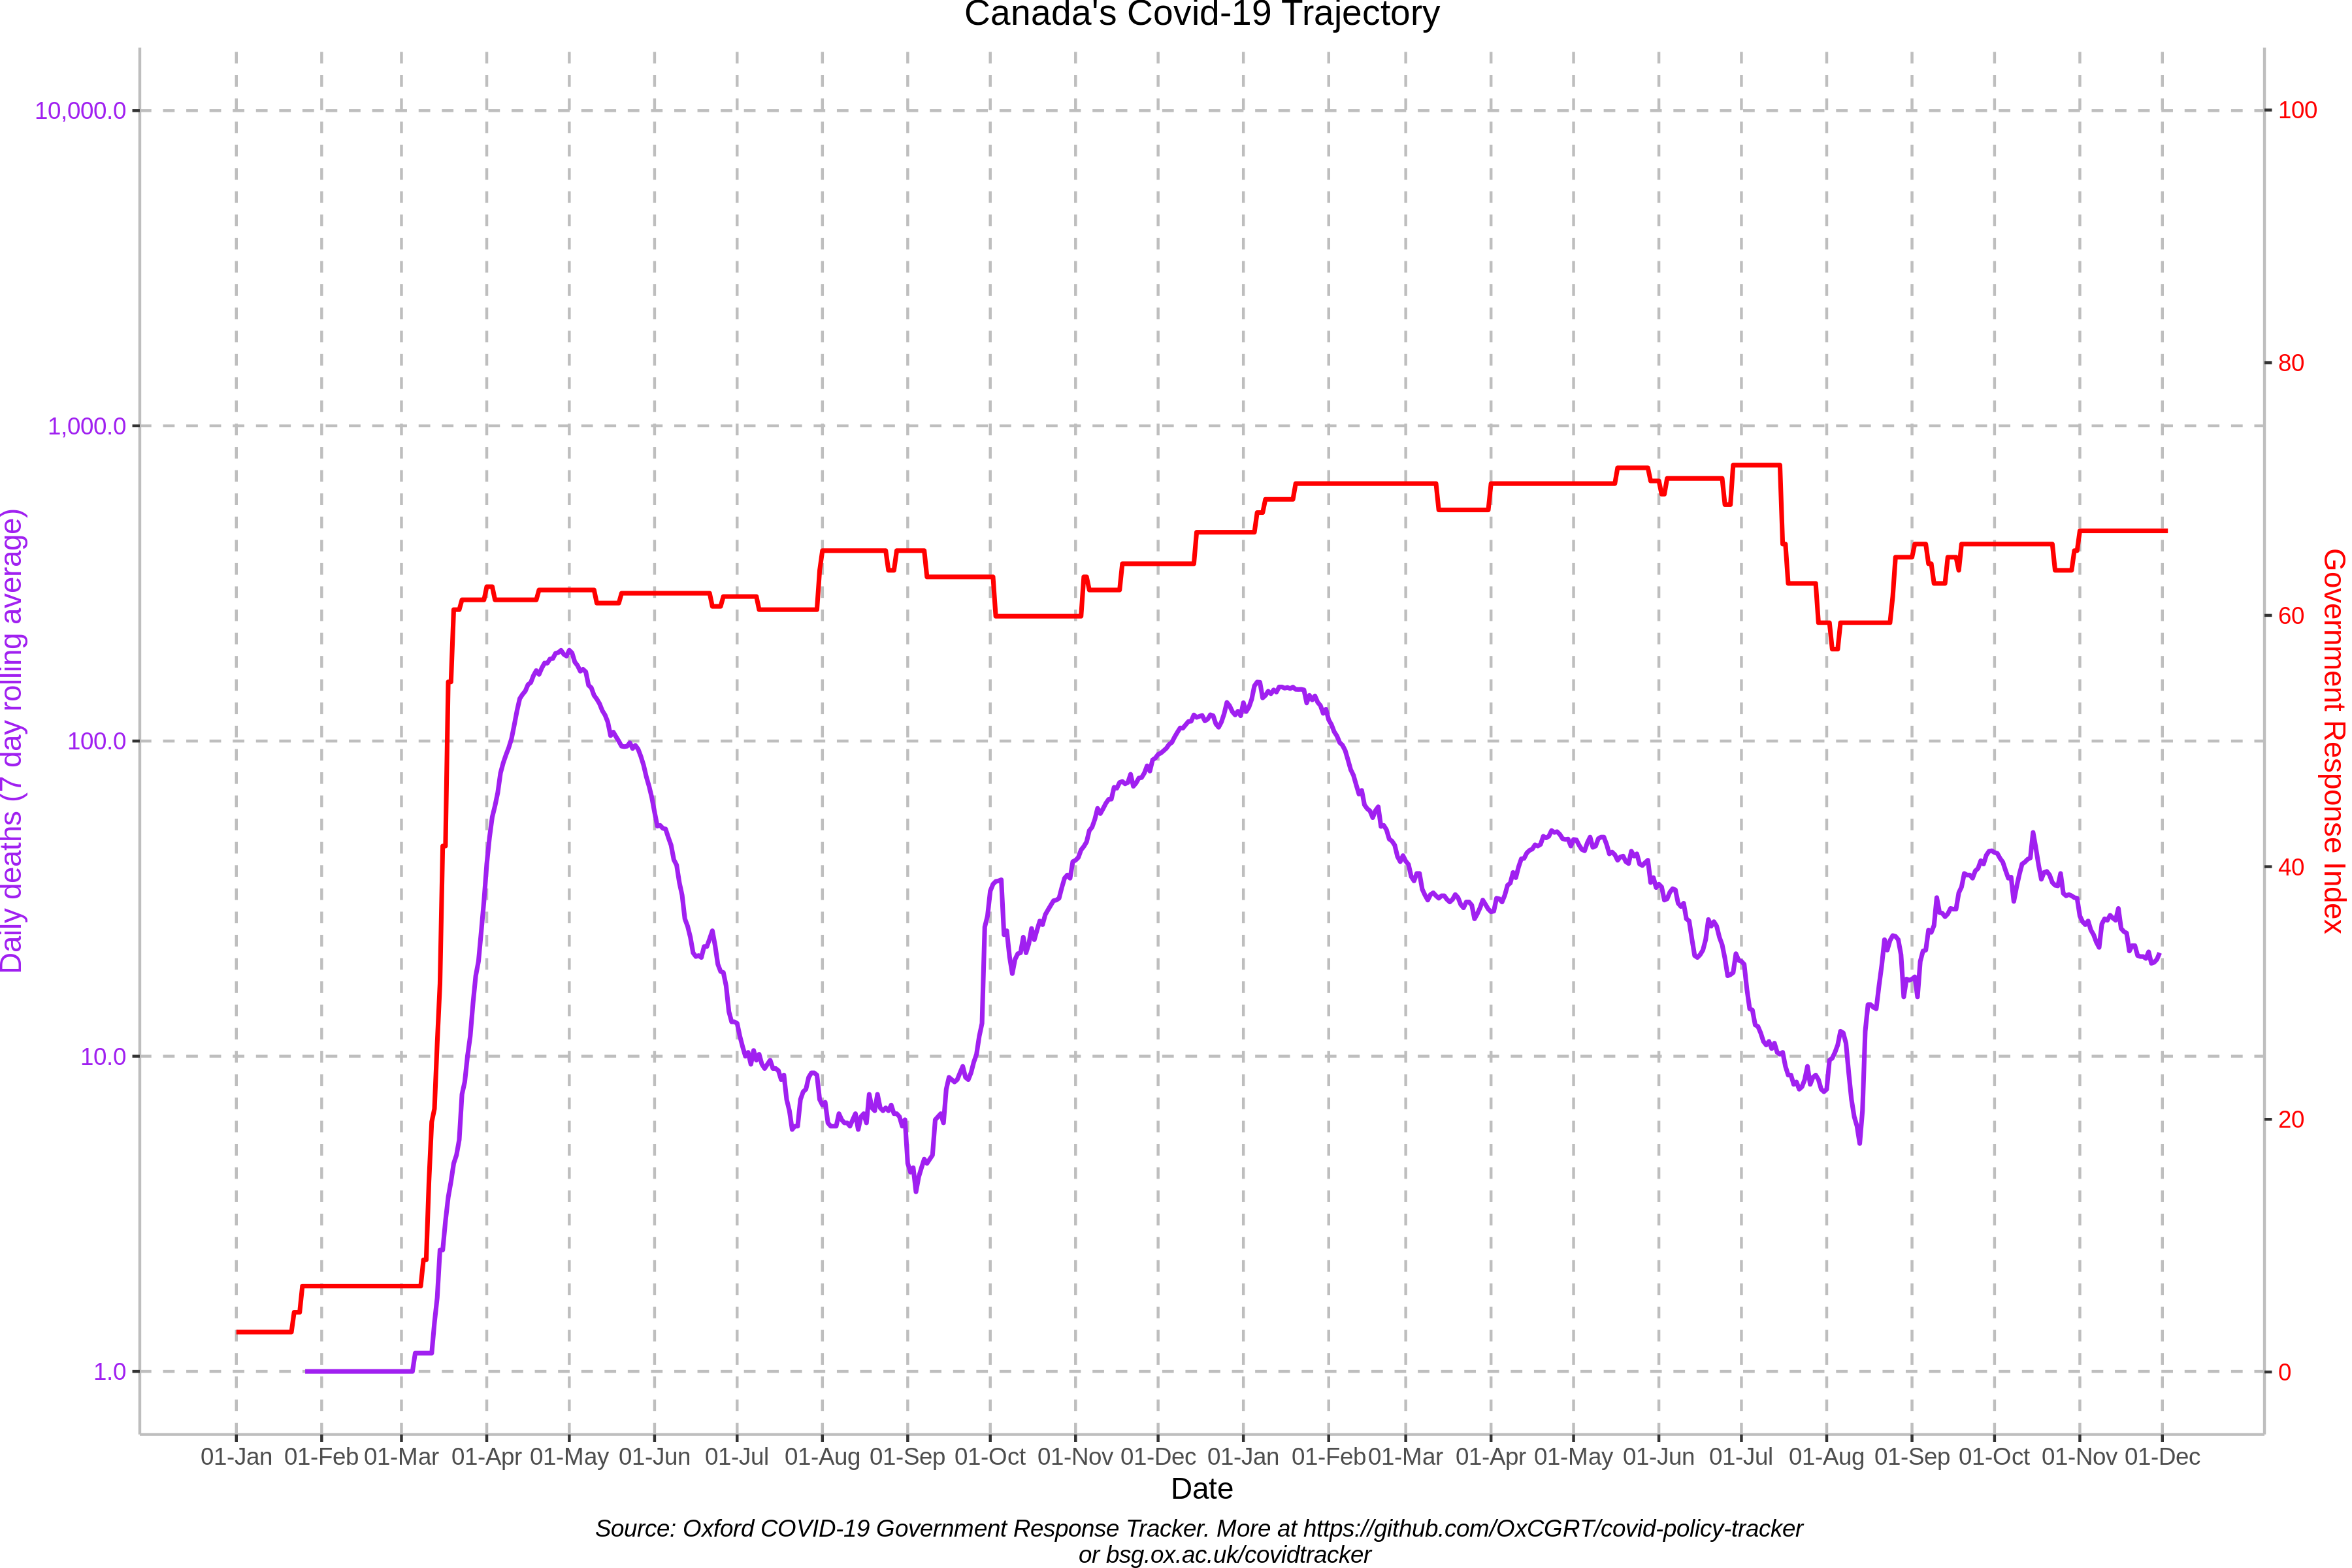 Canada's Covid-19 Trajectory
10,000.0
1,000.0
100.0
10.0
1.0
Daily deaths (7 day rolling average)
100
80
60
40
20
0
Government Response Index
01-Jan 01-Feb 01-Mar 01-Apr 01-May 01-Jun 01-Jul 01-Aug 01-Sep 01-Oct 01-Nov 01-Dec 01-Jan 01-Feb 01-Mar 01-Apr 01-May 01-Jun 01-Jul 01-Aug 01-Sep 01-Oct 01-Nov 01-Dec
Date
Source: Oxford COVID-19 Government Response Tracker. More at https://github.com/OxCGRT/covid-policy-tracker
or bsg.ox.ac.uk/covidtracker